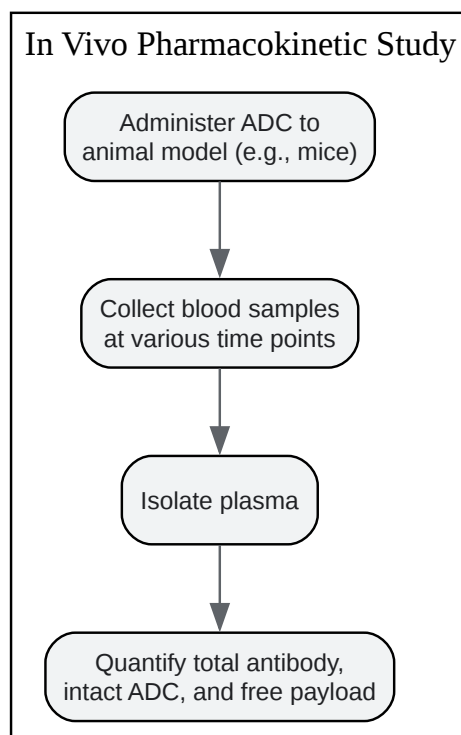 In Vivo Pharmacokinetic Study
Administer ADC to
animal model (e.g., mice)
Collect blood samples
at various time points
Isolate plasma
Quantify total antibody,
intact ADC, and free payload